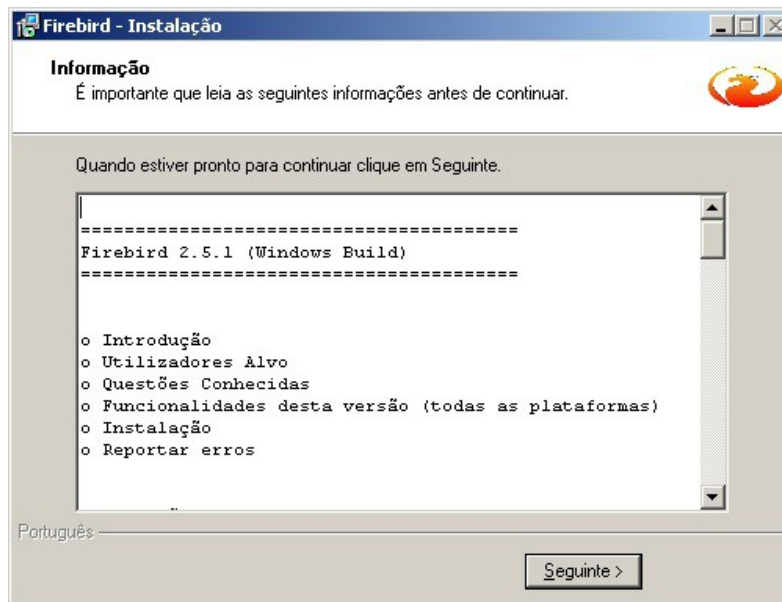 Firebird - Instalação
Informação
É importante que leia as seguintes informações antes de continuar.
Quando estiver pronto para continuar clique em Seguinte.
========================================
Firebird 2.5.1 (Windows Build)
========================================
o Introdução
o Utilizadores Alvo
o Questões Conhecidas
o Funcionalidades desta versão (todas as plataformas)
o Instalação
o Reportar erros
Português
Seguinte >